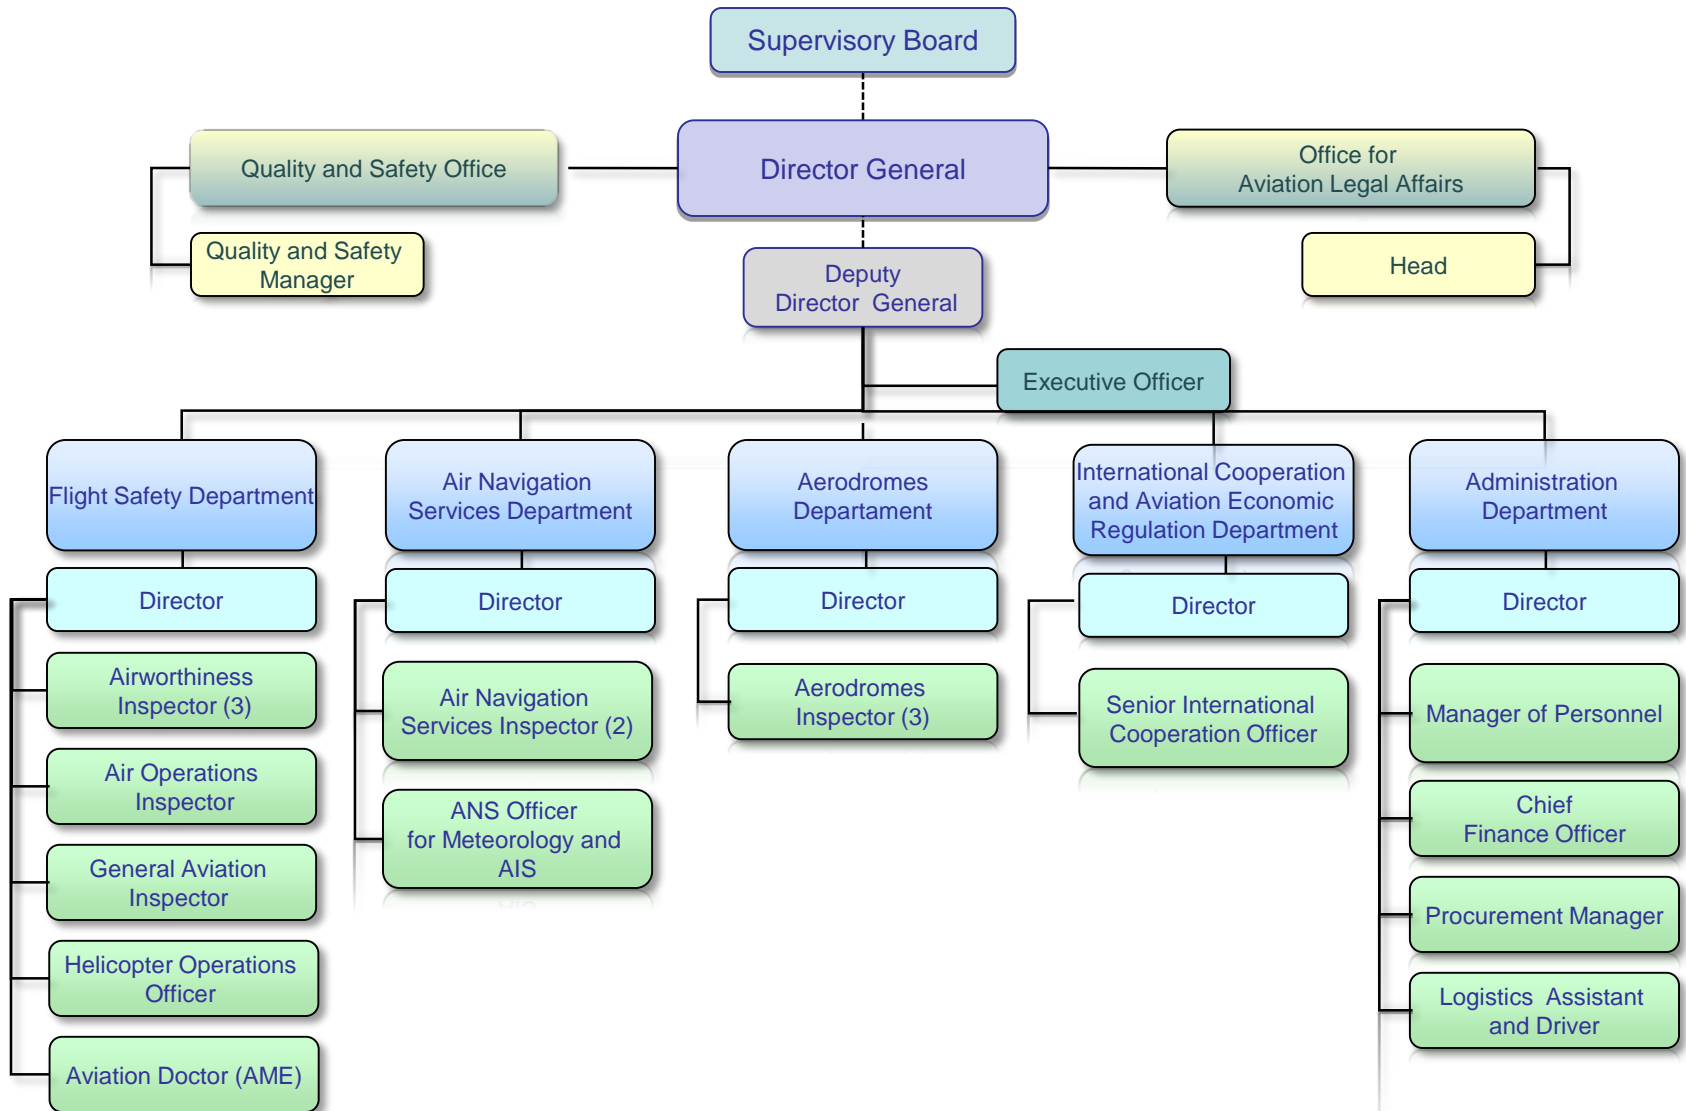 Supervisory Board
Director General
Quality and Safety Office
Office for
Aviation Legal Affairs
Quality and Safety
Manager
Head
Deputy
Director General
Executive Officer
Flight Safety Department
Air Navigation
Services Department
Aerodromes
Departament
International Cooperation
and Aviation Economic
Regulation Department
Administration
Department
Director
Director
Director
Director
Director
Airworthiness
Inspector (3)
Air Operations
Inspector
General Aviation
Inspector
Helicopter Operations
Officer
Aviation Doctor (AME)
Air Navigation
Services Inspector (2)
ANS Officer
for Meteorology and
AIS
Aerodromes
Inspector (3)
Senior International
Cooperation Officer
Manager of Personnel
Chief
Finance Officer
Procurement Manager
Logistics Assistant
and Driver